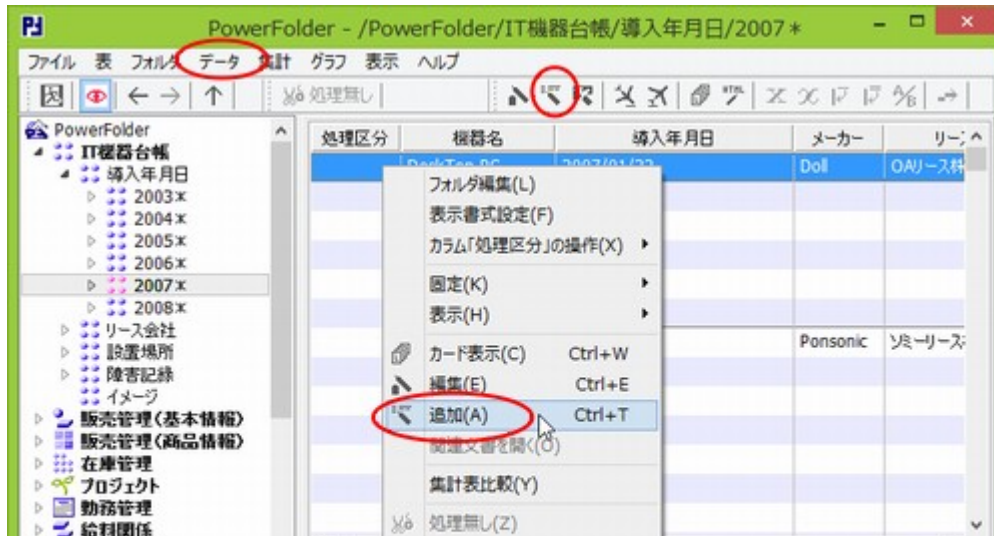 PowerFolder - /PowerFolder/IT機器台帳/導入年月日/2007*
ファイル 表 フォルダ データ 集計 グラフ 表示 ヘルプ
処理無し
PowerFolder
IT機器台帳
導入年月日
2003*
2004*
2005*
2006*
2007*
2008*
リース会社
設置場所
障害記録
イメージ
販売管理(基本情報)
販売管理(商品情報)
在庫管理
プロジェクト
勤務管理
給料関係
処理区分 機器名 導入年月日 メーカー
DeskTop PC 2007/01/22 Doll OAリース株
Ponsonic ソミーリース
フォルダ編集(L)
表示書式設定(F)
カラム「処理区分」の操作(X)
固定(K)
表示(H)
カード表示(C) Ctrl+W
編集(E) Ctrl+E
追加(A) Ctrl+T
関連文書を開く(O)
集計表比較(Y)
処理無し(Z)